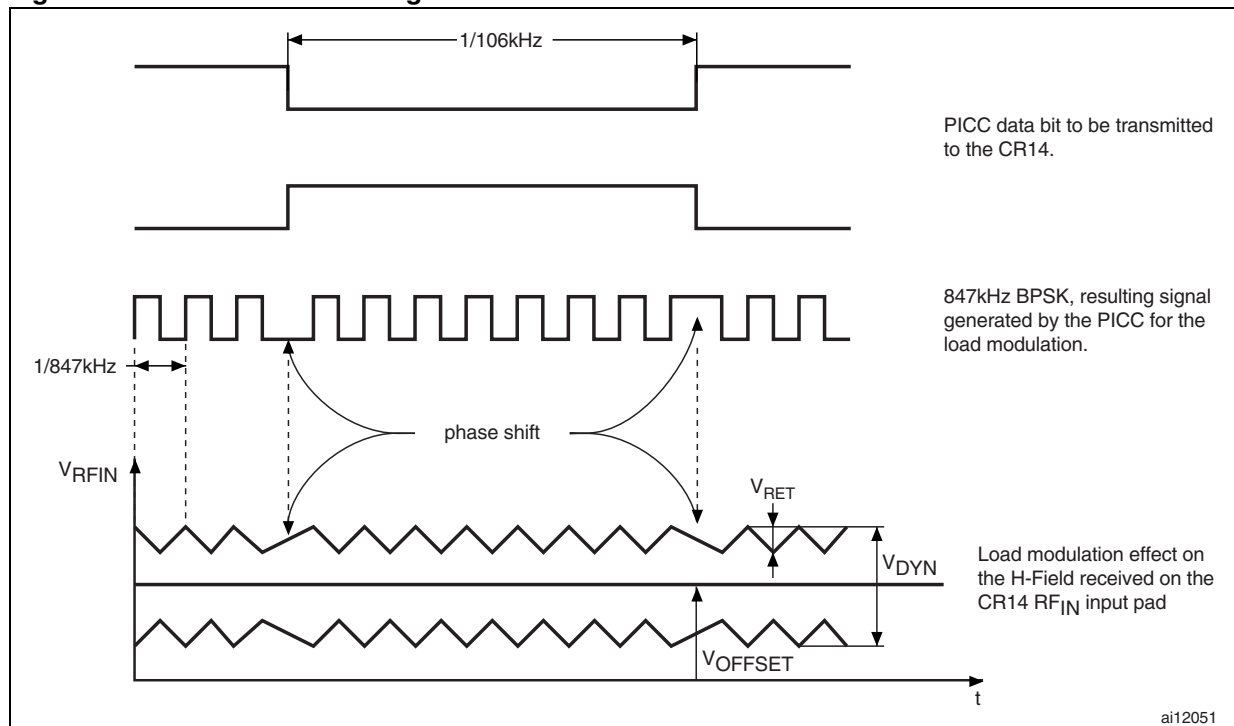 1/106kHz
PICC data bit to be transmitted
to the CR14.
847kHz BPSK, resulting signal
generated by the PICC for the
load modulation.
1/847kHz
phase shift
VRFIN
VRET
VDYN
Load modulation effect on
the H-Field received on the
CR14 RFIN input pad
VOFFSET
t
ai12051